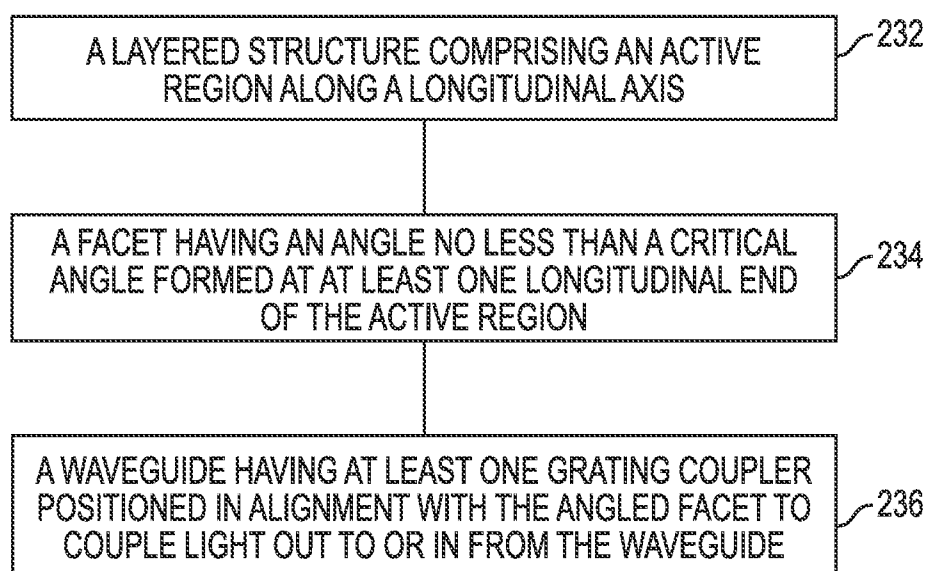 A LAYERED STRUCTURE COMPRISING AN ACTIVE
REGION ALONG A LONGITUDINAL AXIS
232
A FACET HAVING AN ANGLE NO LESS THAN A CRITICAL
ANGLE FORMED AT AT LEAST ONE LONGITUDINAL END
OF THE ACTIVE REGION
234
A WAVEGUIDE HAVING AT LEAST ONE GRATING COUPLER
POSITIONED IN ALIGNMENT WITH THE ANGLED FACET TO
COUPLE LIGHT OUT TO OR IN FROM THE WAVEGUIDE
236